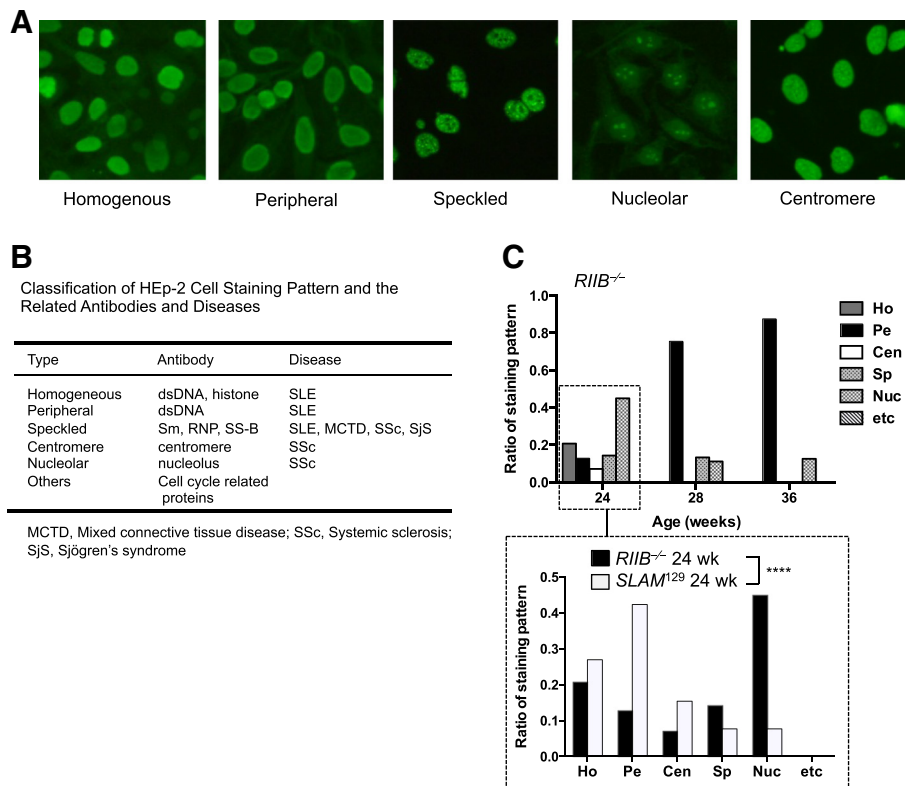 A
Homogenous Peripheral Speckled Nucleolar Centromere
B
Classification of HEp-2 Cell Staining Pattern and the
Related Antibodies and Diseases
Type Antibody Disease
Homogeneous dsDNA, histone SLE
Peripheral dsDNA SLE
Speckled Sm, RNP, SS-B SLE, MCTD, SSc, SjS
Centromere centromere SSc
Nucleolar nucleolus SSc
Others Cell cycle related
proteins
MCTD, Mixed connective tissue disease; SSc, Systemic sclerosis;
SjS, Sjögren's syndrome
C
RIIB–/–
Ratio of staining pattern
1.0
0.8
0.6
0.4
0.2
0.0
24 28 36
Age (weeks)
Ho
Pe
Cen
Sp
Nuc
etc
RIIB–/– 24 wk
SLAM129 24 wk
****
Ratio of staining pattern
0.5
0.4
0.3
0.2
0.1
0.0
Ho Pe Cen Sp Nuc etc